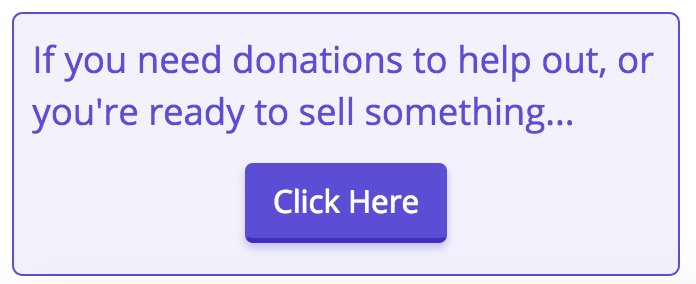 If you need donations to help out, or
you're ready to sell something...
Click Here